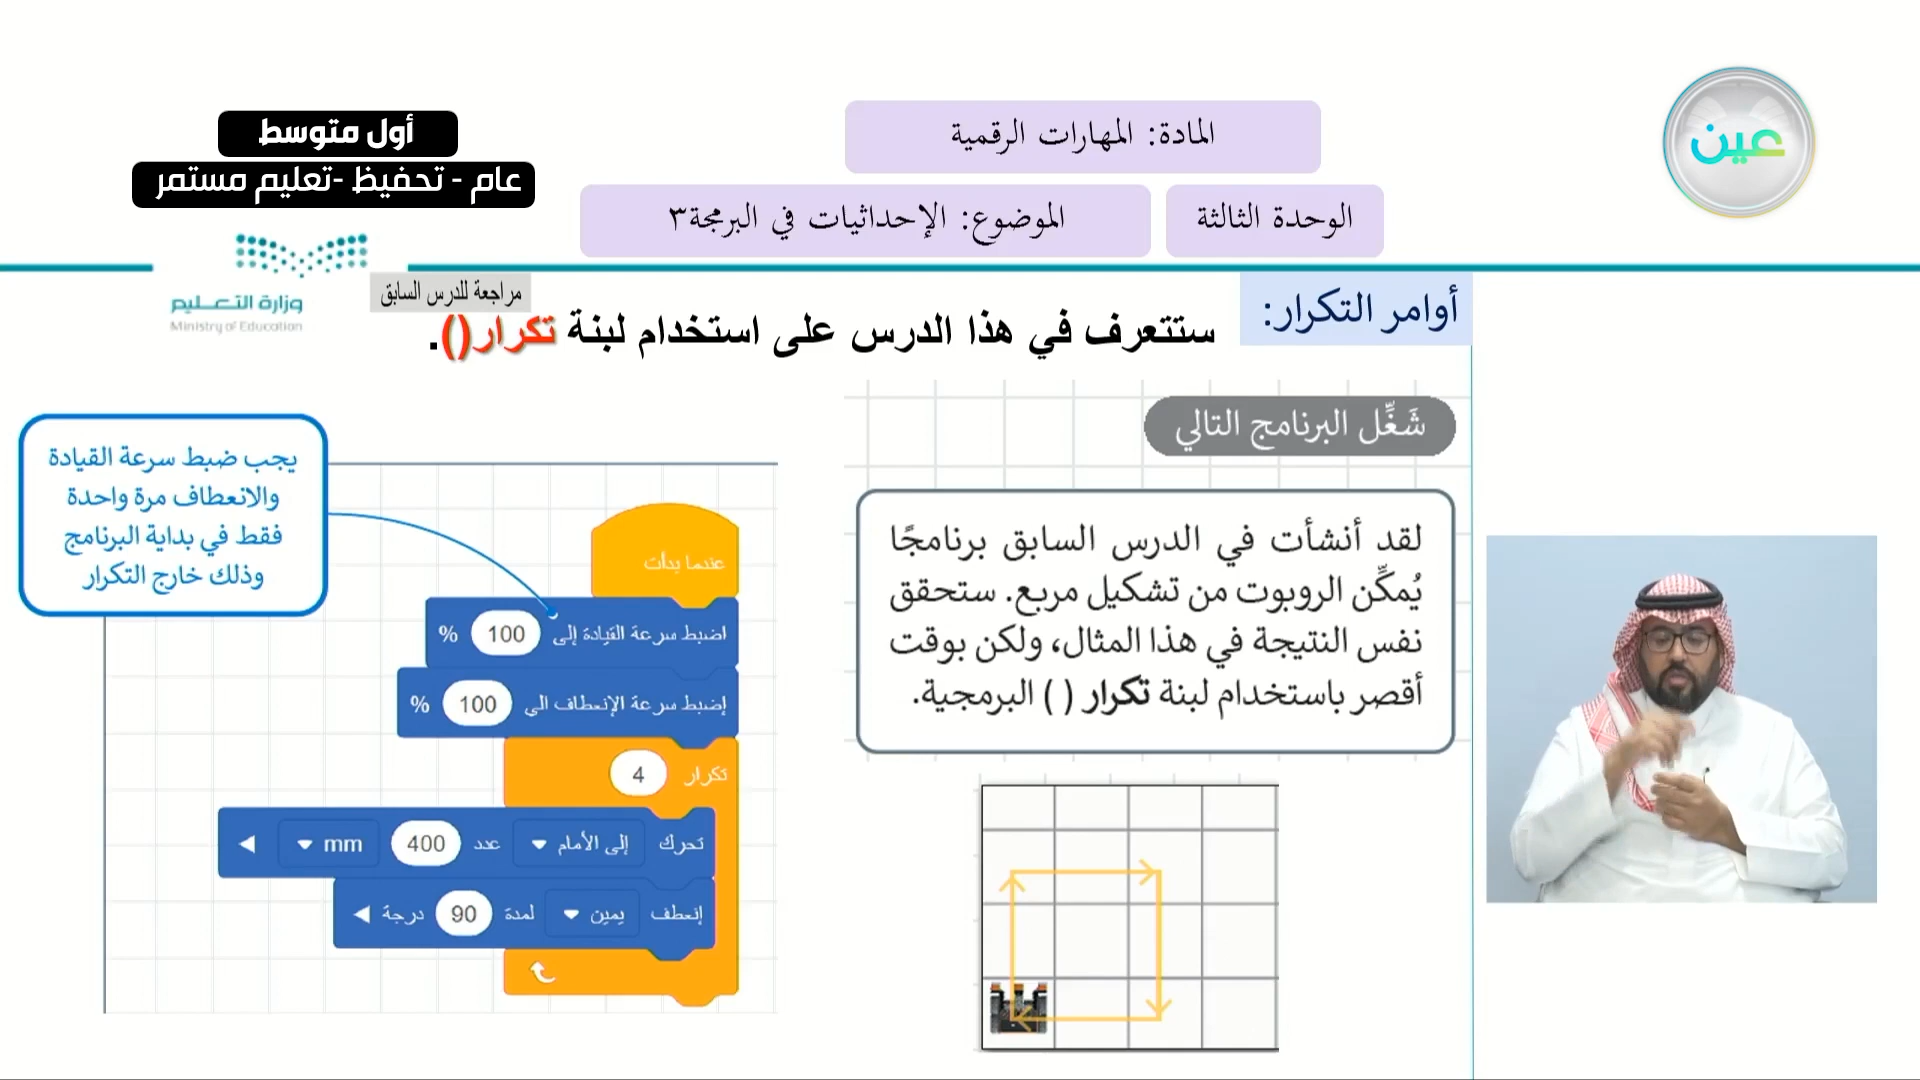 المادة: المهارات الرقمية
عين
أول متوسط
عام - تحفيظ -تعليم مستمر
الوحدة الثالثة
الموضوع: الإحداثيات في البرمجة٣
وزارة التعليم
Ministry of Education
مراجعة للدرس السابق
أوامر التكرار:
ستتعرف في هذا الدرس على استخدام لبنة تكرار().
شَغِّل البرنامج التالي
لقد أنشأت في الدرس السابق برنامجًا
يُمكِّن الروبوت من تشكيل مربع. ستحقق
نفس النتيجة في هذا المثال، ولكن بوقت
أقصر باستخدام لبنة تكرار ( ) البرمجية.
يجب ضبط سرعة القيادة
والانعطاف مرة واحدة
فقط في بداية البرنامج
وذلك خارج التكرار
عندما بدأت
اضبط سرعة القيادة إلى 100 %
إضبط سرعة الإنعطاف الى 100 %
تكرار 4
تحرك إلى الأمام عدد 400 mm
إنعطف يمين لمدة 90 درجة